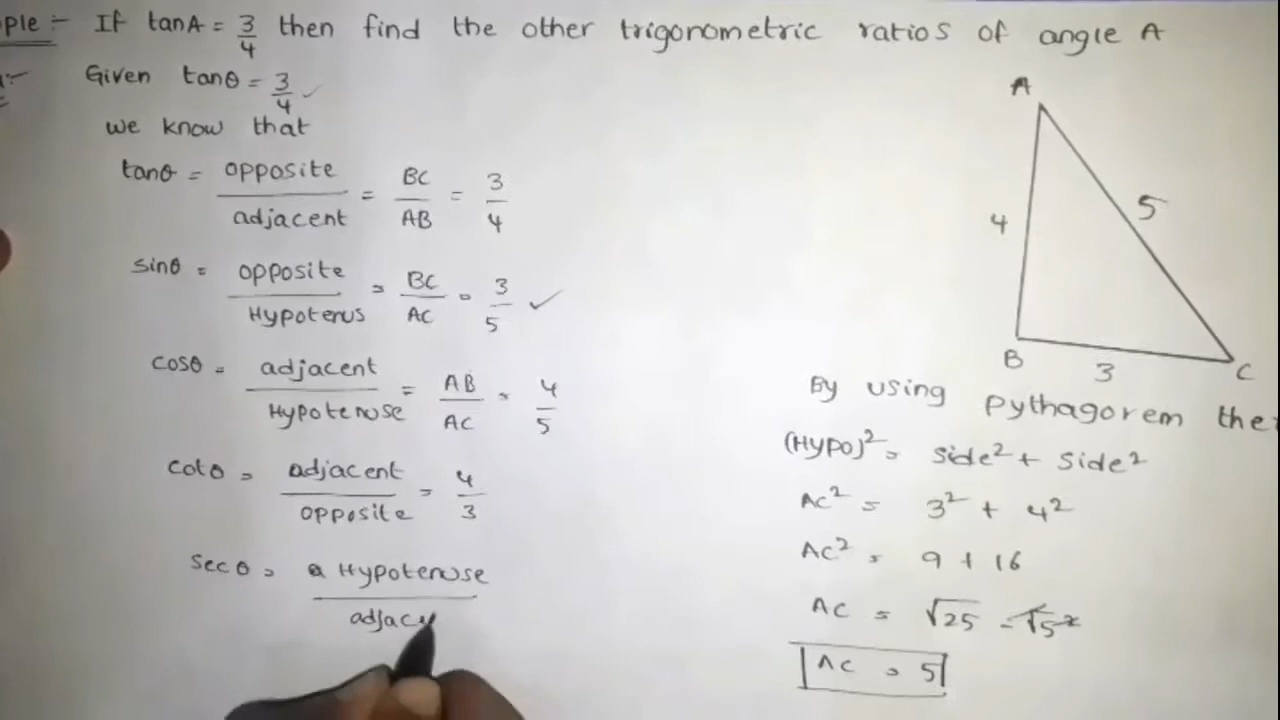 ple :- If tanA = 3/4 then find the other trigonometric ratios of angle A
Given tanθ = 3/4 ✓
we know that
tanθ = opposite/adjacent = BC/AB = 3/4
sinθ = opposite/Hypotenus = BC/AC = 3/5 ✓
cosθ = adjacent/Hypotenuse = AB/AC = 4/5
cotθ = adjacent/opposite = 4/3
secθ = Hypotenuse/adjac
A
4
5
B
3
C
By using pythagorem the
(Hypo)² = side² + side²
AC² = 3² + 4²
AC² = 9 + 16
AC = √25 = √5²
AC = 5